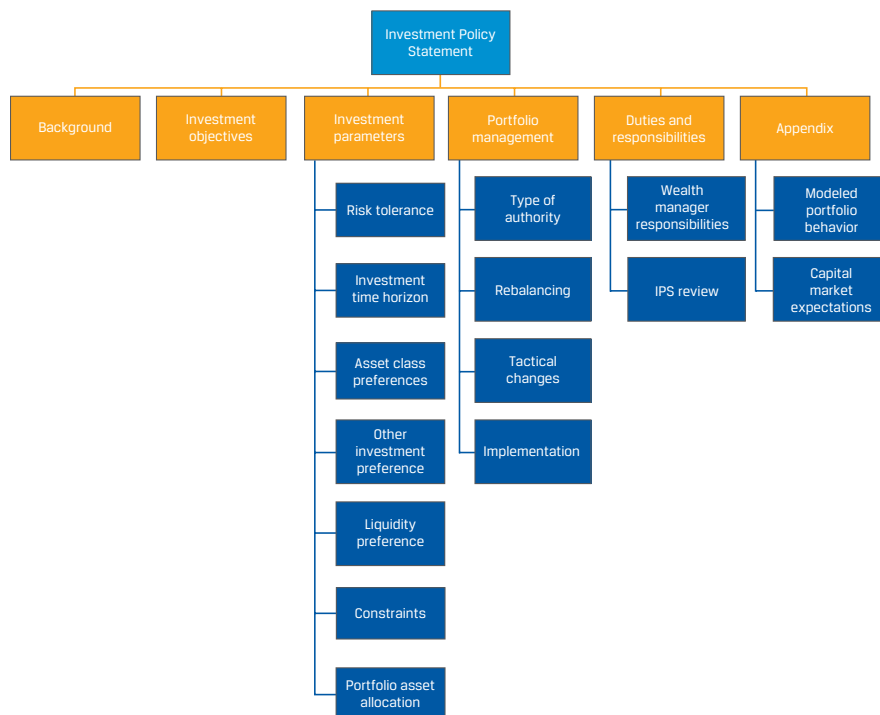 Investment Policy
Statement
Background
Investment
objectives
Investment
parameters
Portfolio
management
Duties and
responsibilities
Appendix
Risk tolerance
Investment
time horizon
Asset class
preferences
Other
investment
preference
Liquidity
preference
Constraints
Portfolio asset
allocation
Type of
authority
Rebalancing
Tactical
changes
Implementation
Wealth
manager
responsibilities
IPS review
Modeled
portfolio
behavior
Capital
market
expectations